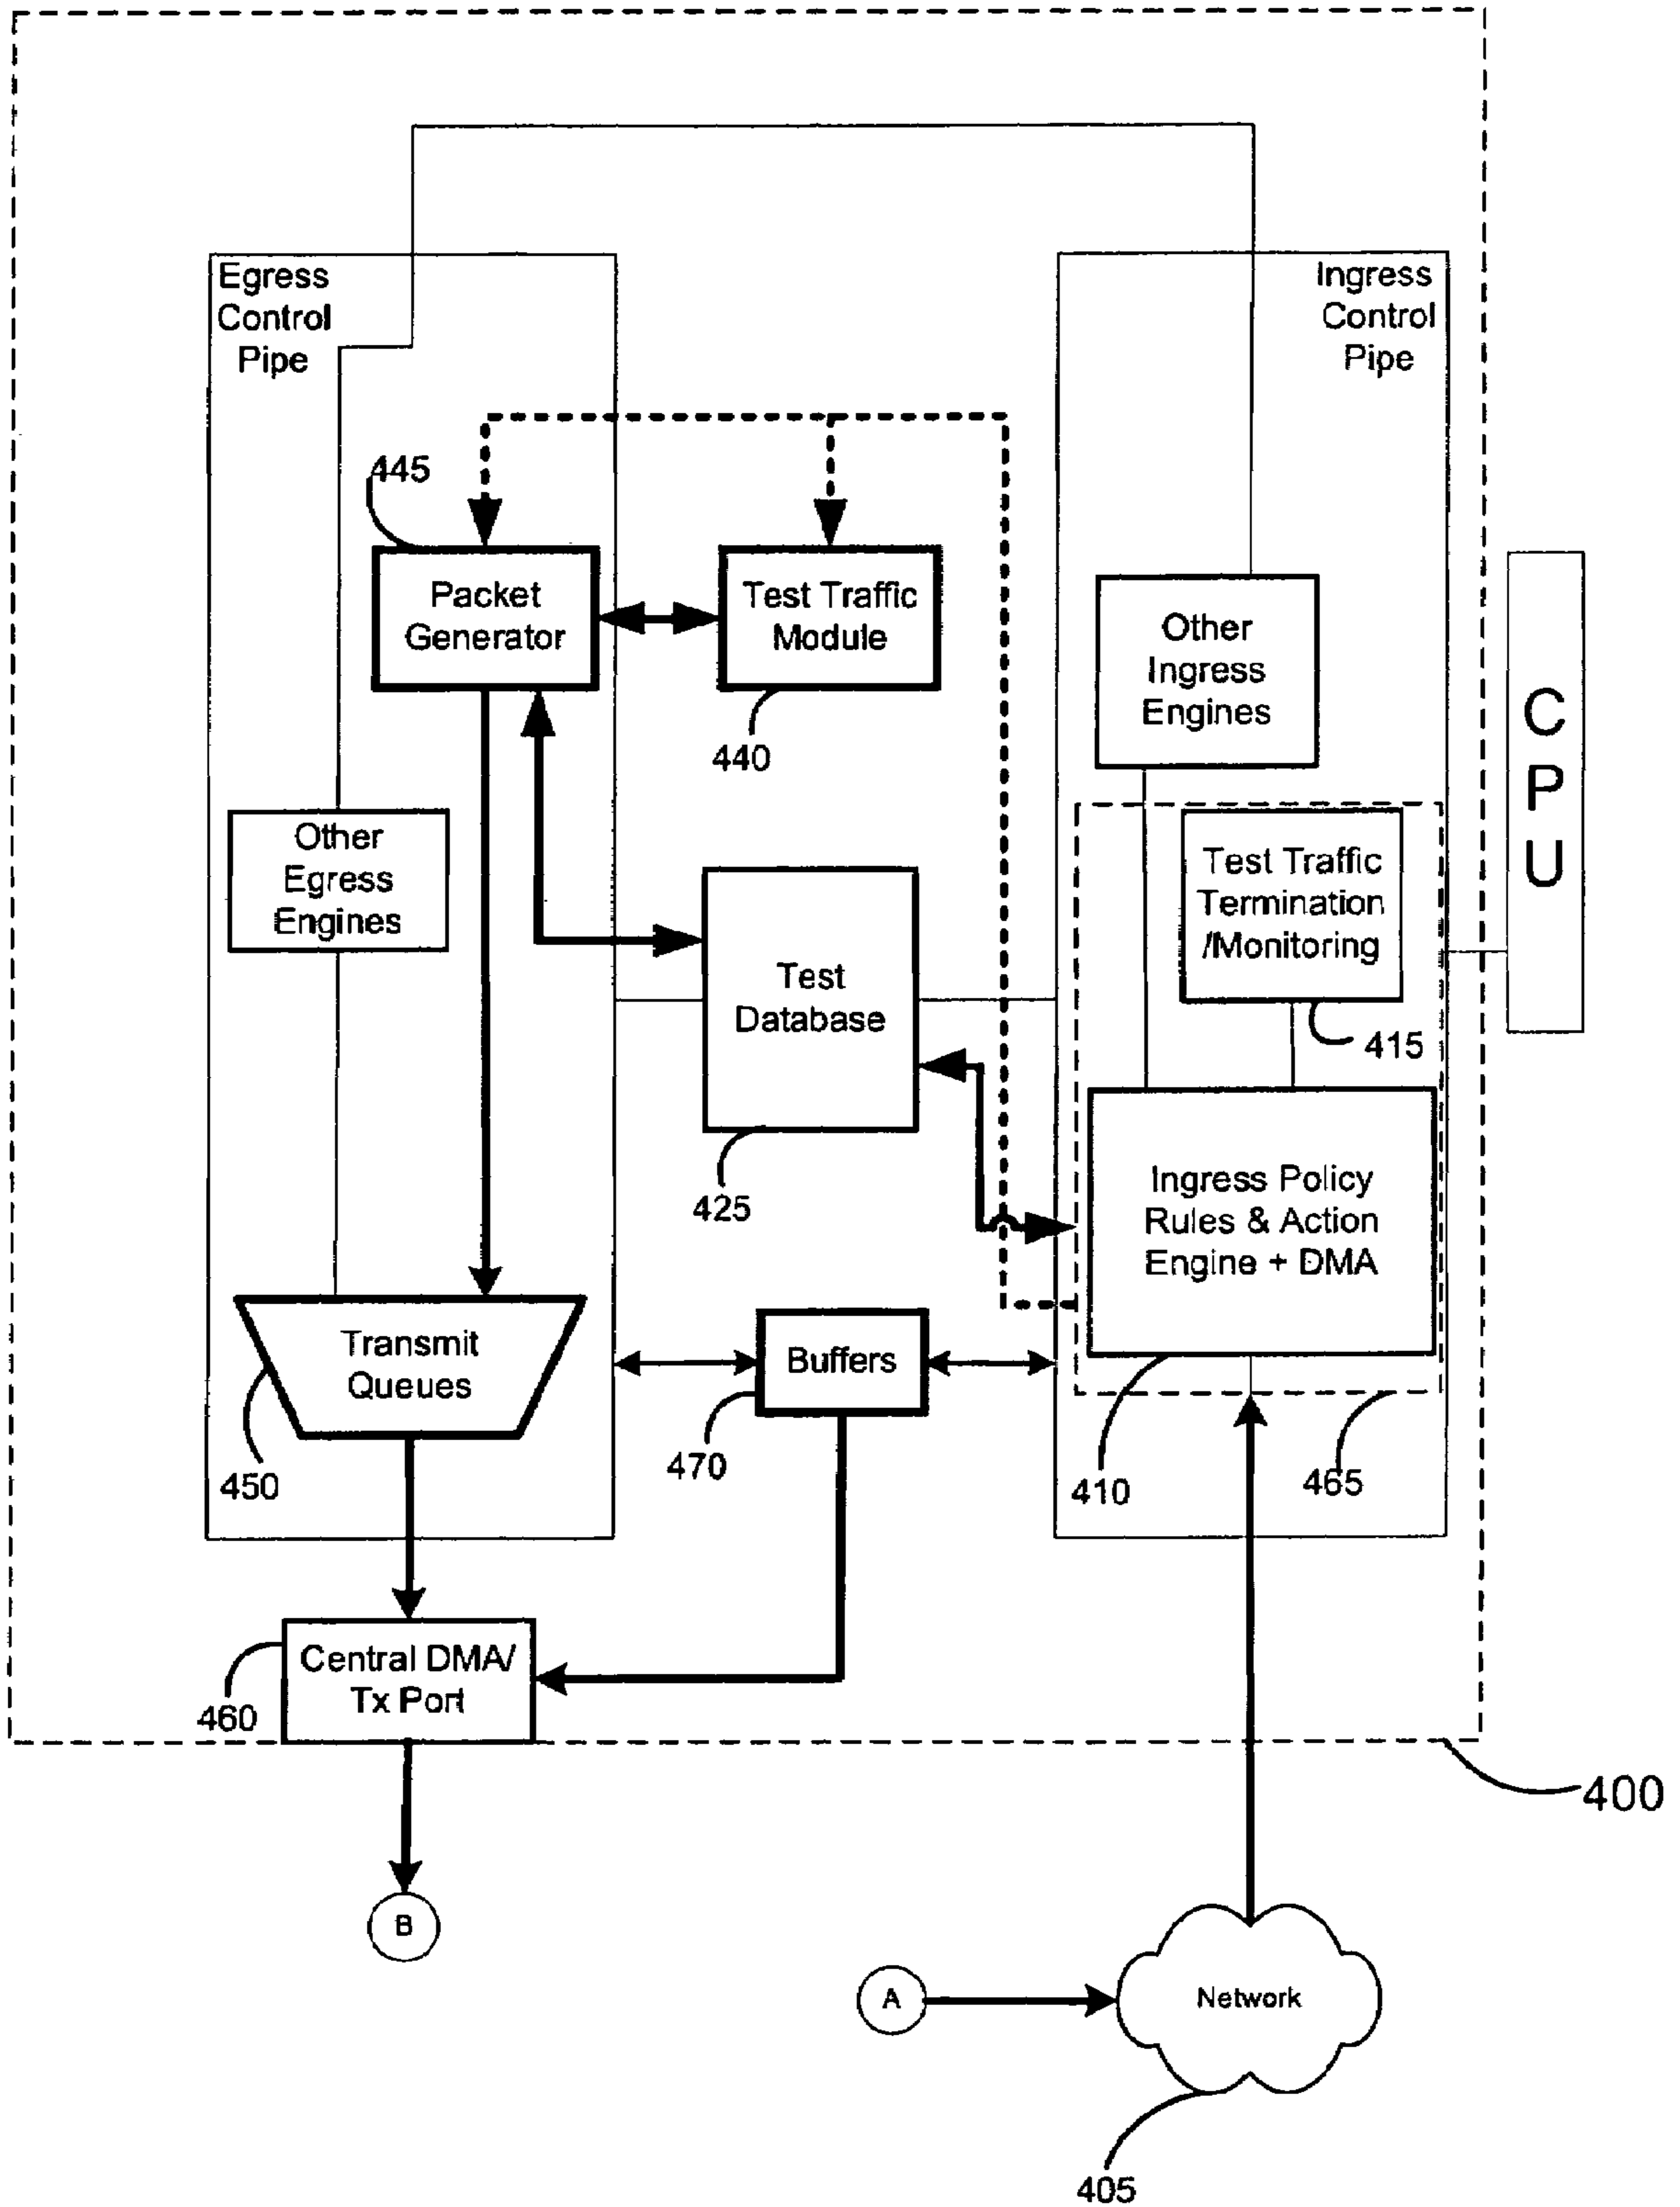 Egress
Control
Pipe
Ingress
Control
Pipe
445
Packet
Generator
Test Traffic
Module
440
Other
Ingress
Engines
C
P
U
Other
Egress
Engines
Test Traffic
Termination
/Monitoring
415
Test
Database
425
Ingress Policy
Rules & Action
Engine + DMA
Transmit
Queues
450
Buffers
470
410
465
Central DMA/
Tx Port
460
400
B
A
Network
405